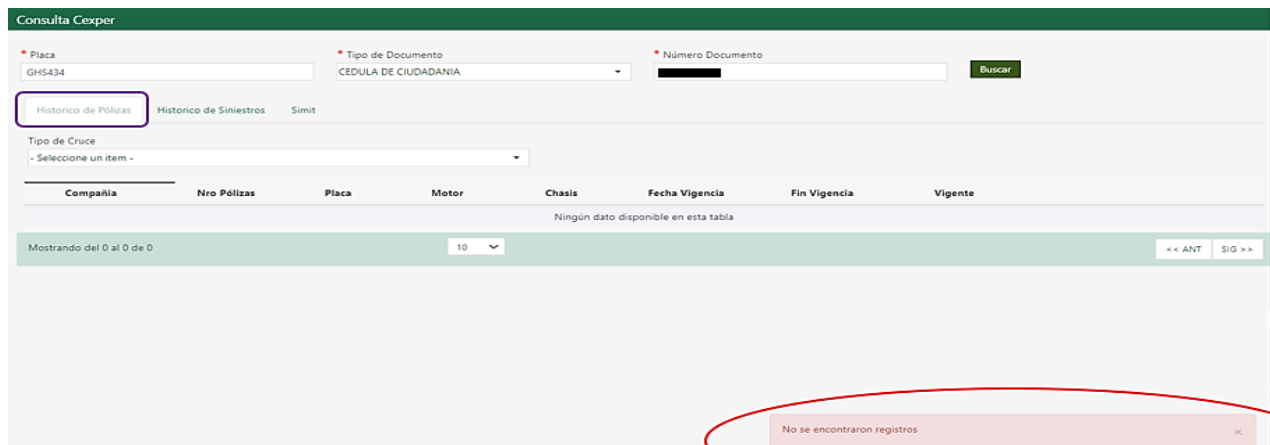 Consulta Cexper
* Placa * Tipo de Documento * Número Documento
GHS434 CEDULA DE CIUDADANIA Buscar
Historico de Pólizas Historico de Siniestros Simit
Tipo de Cruce
- Seleccione un item -
Compañia Nro Pólizas Placa Motor Chasis Fecha Vigencia Fin Vigencia Vigente
Ningún dato disponible en esta tabla
Mostrando del 0 al 0 de 0 10 << ANT SIG >>
No se encontraron registros ×